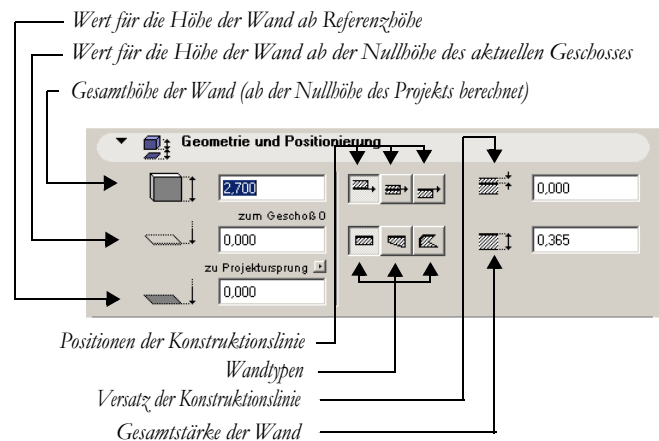 Wert für die Höhe der Wand ab Referenzhöhe
Wert für die Höhe der Wand ab der Nullhöhe des aktuellen Geschosses
Gesamthöhe der Wand (ab der Nullhöhe des Projekts berechnet)
Geometrie und Positionierung
2,700
0,000
zum Geschoß 0
0,000
0,365
zu Projektursprung
0,000
Positionen der Konstruktionslinie
Wandtypen
Versatz der Konstruktionslinie
Gesamtstärke der Wand